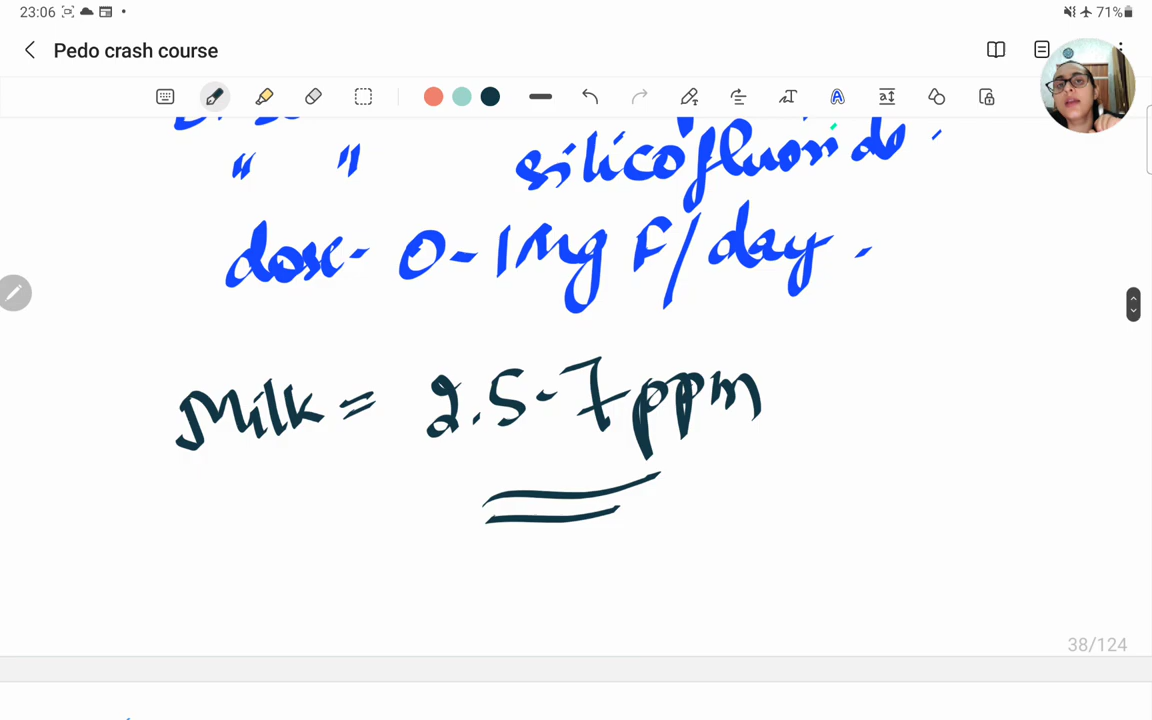 23:06 71%
Pedo crash course
" " silicofluoride.
dose- 0-1Mg F/day.
Milk = 2.5-7ppm
38/124